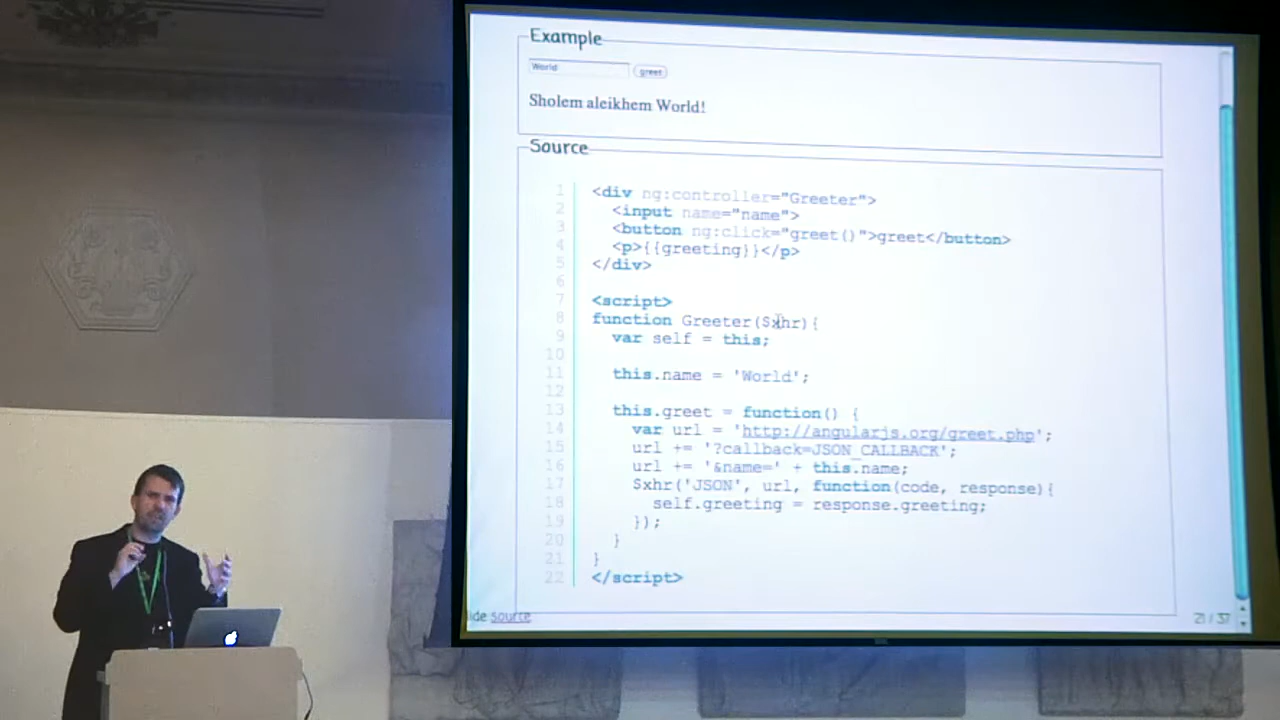 Example
World greet
Sholem aleikhem World!
Source
1 <div ng:controller="Greeter">
2   <input name="name">
3   <button ng:click="greet()">greet</button>
4   <p>{{greeting}}</p>
5 </div>
6
7 <script>
8 function Greeter($xhr){
9   var self = this;
10
11   this.name = 'World';
12
13   this.greet = function() {
14     var url = 'http://angularjs.org/greet.php';
15     url += '?callback=JSON_CALLBACK';
16     url += '&name=' + this.name;
17     $xhr('JSON', url, function(code, response){
18       self.greeting = response.greeting;
19     });
20   }
21 }
22 </script>
lide source
21 / 37